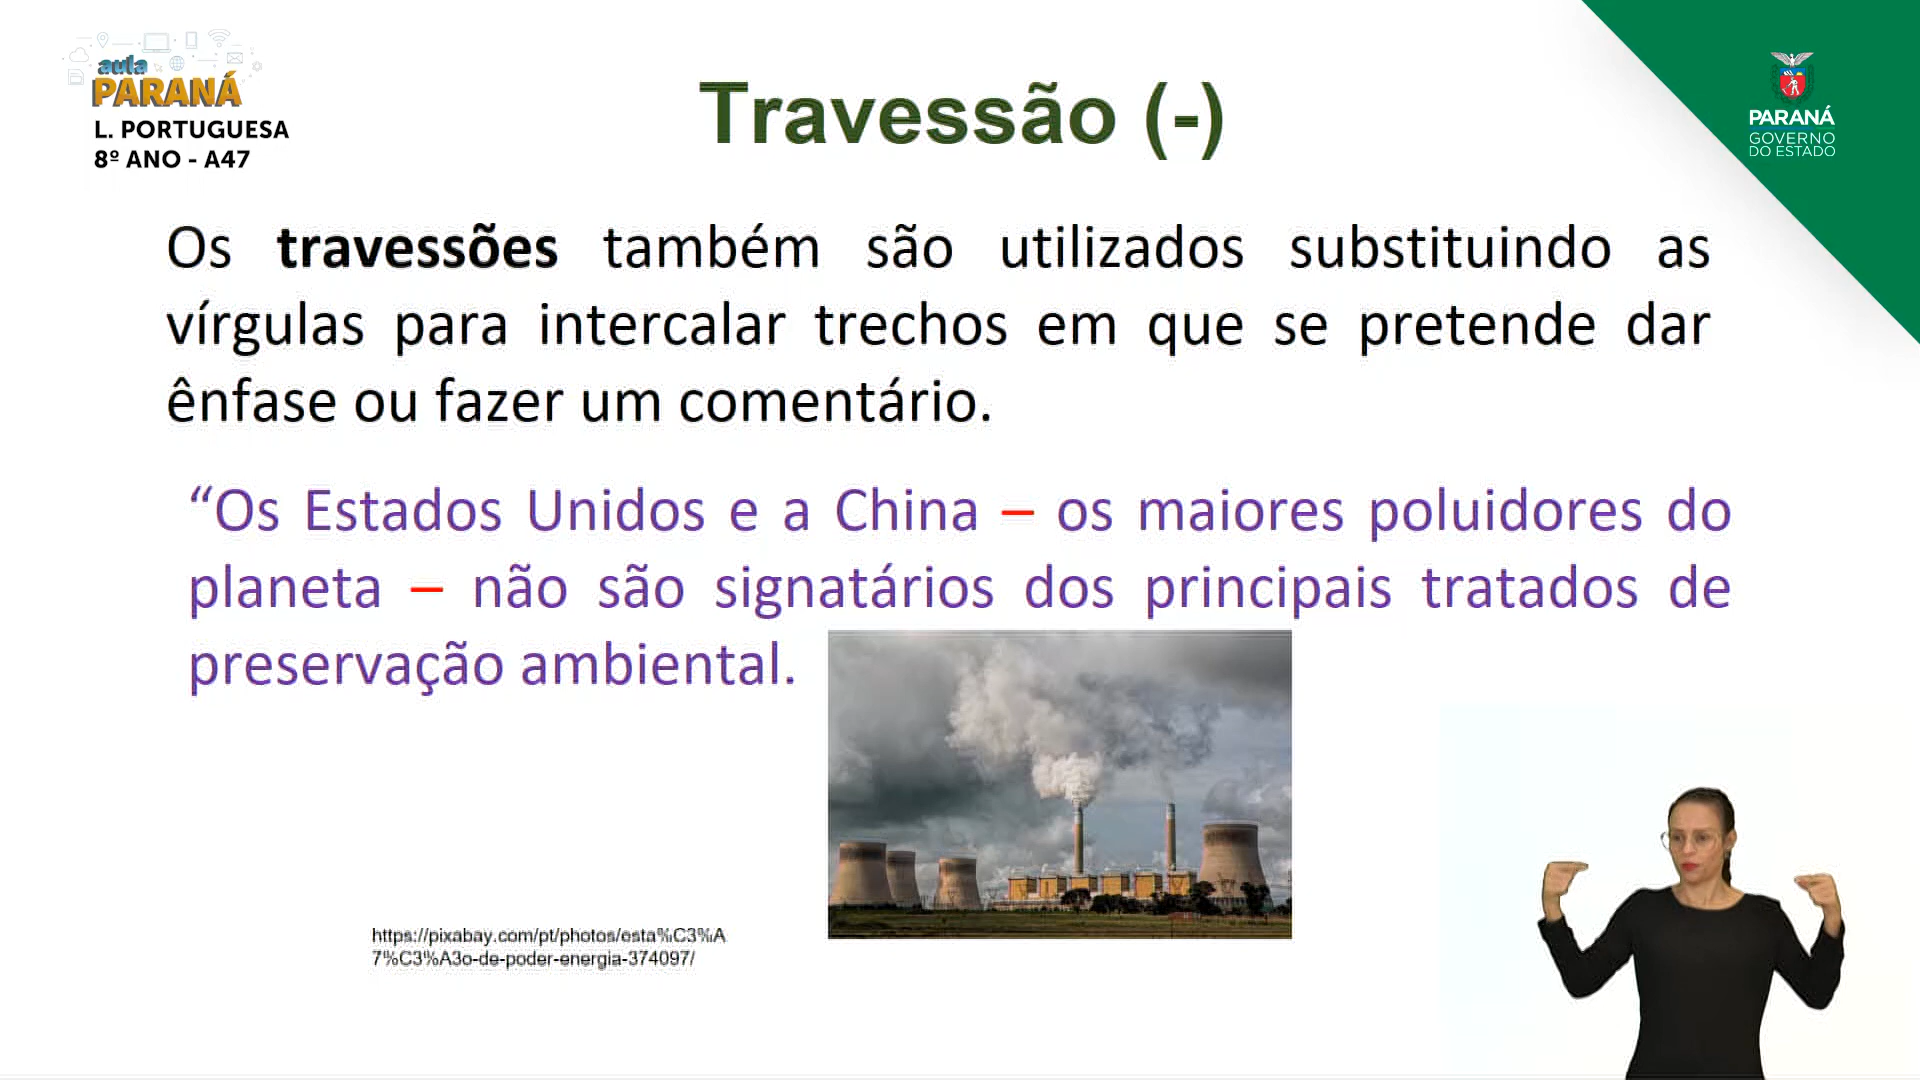 aula
PARANÁ
L. PORTUGUESA
8º ANO - A47
Travessão (-)
PARANÁ
GOVERNO
DO ESTADO
Os travessões também são utilizados substituindo as
vírgulas para intercalar trechos em que se pretende dar
ênfase ou fazer um comentário.
“Os Estados Unidos e a China – os maiores poluidores do
planeta – não são signatários dos principais tratados de
preservação ambiental.
https://pixabay.com/pt/photos/esta%C3%A
7%C3%A3o-de-poder-energia-374097/